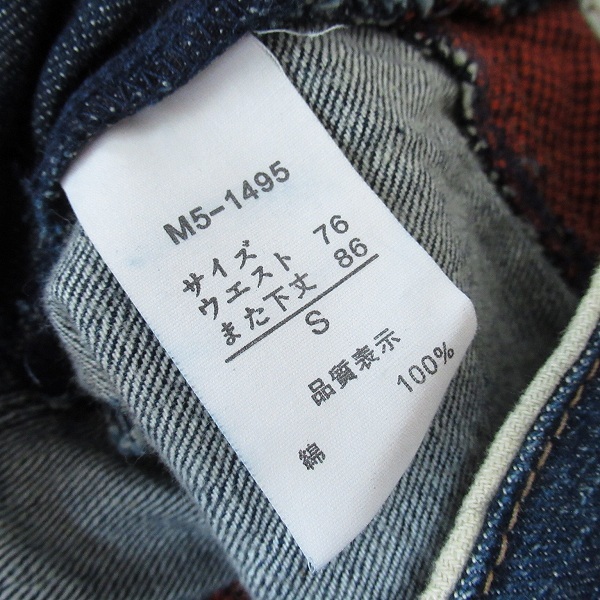 M5-1495
サイズ
ウエスト 76
また下丈 86
S
品質表示
綿 100%